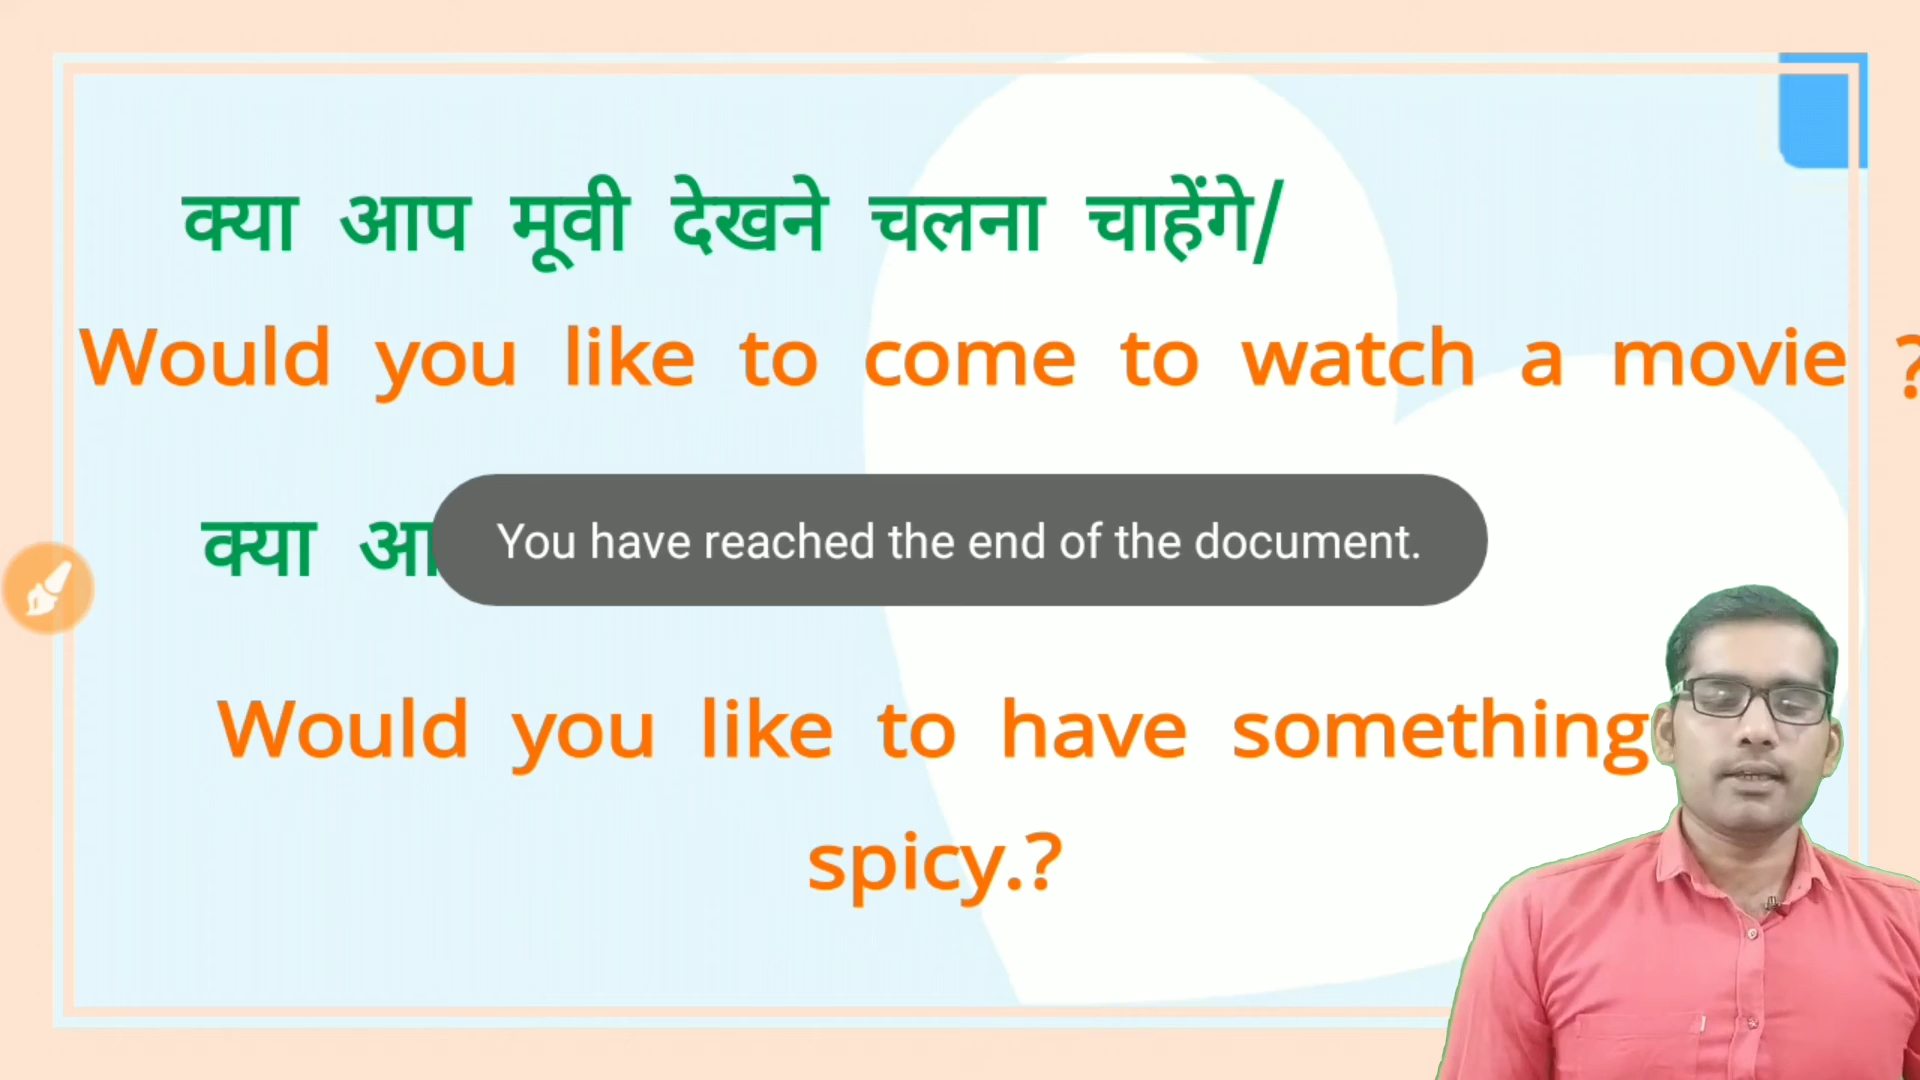 क्या आप मूवी देखने चलना चाहेंगे/
Would you like to come to watch a movie ?
क्या
You have reached the end of the document.
Would you like to have something
spicy.?